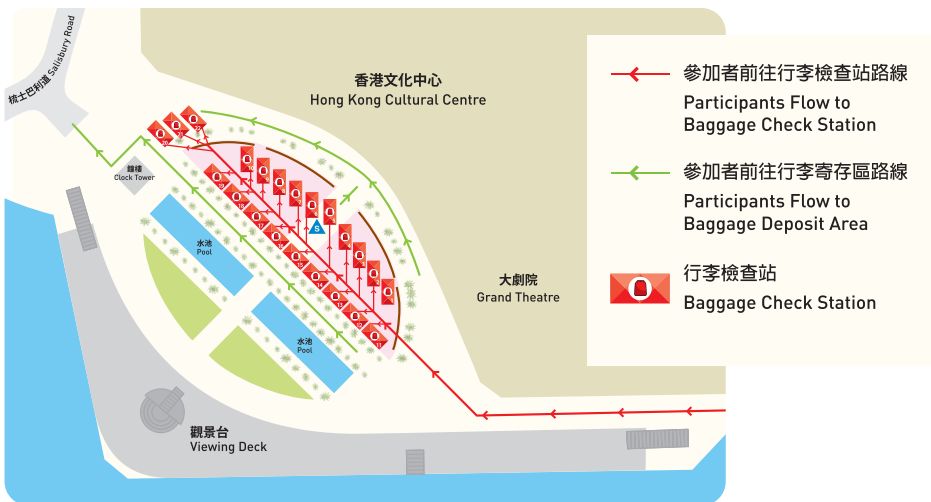 梳士巴利道 Salisbury Road
香港文化中心
Hong Kong Cultural Centre
鐘樓
Clock Tower
水池
Pool
水池
Pool
S
大劇院
Grand Theatre
觀景台
Viewing Deck
參加者前往行李檢查站路線
Participants Flow to
Baggage Check Station
參加者前往行李寄存區路線
Participants Flow to
Baggage Deposit Area
行李檢查站
Baggage Check Station